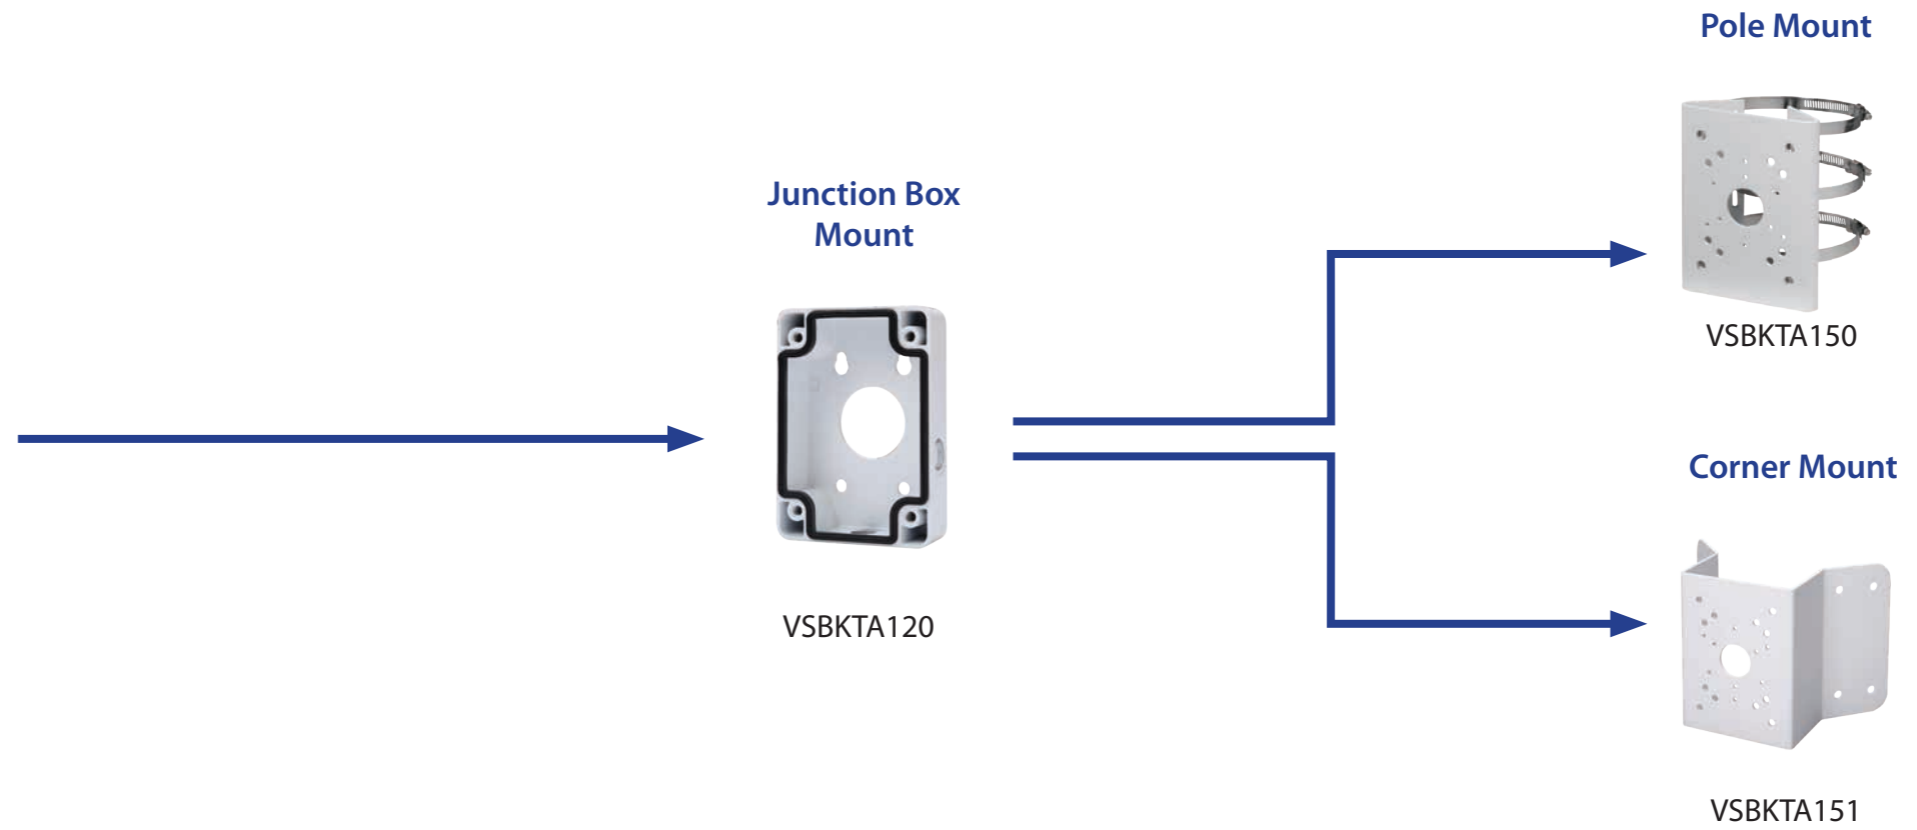 Pole Mount
VSBKTA150
Junction Box
Mount
VSBKTA120
Corner Mount
VSBKTA151